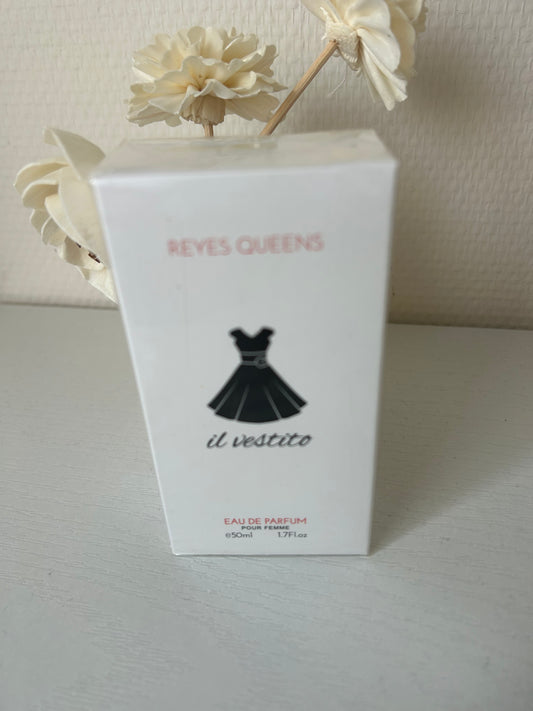 REYES QUEENS
il vestito
EAU DE PARFUM
POUR FEMME
℮50ml 1.7Fl.oz